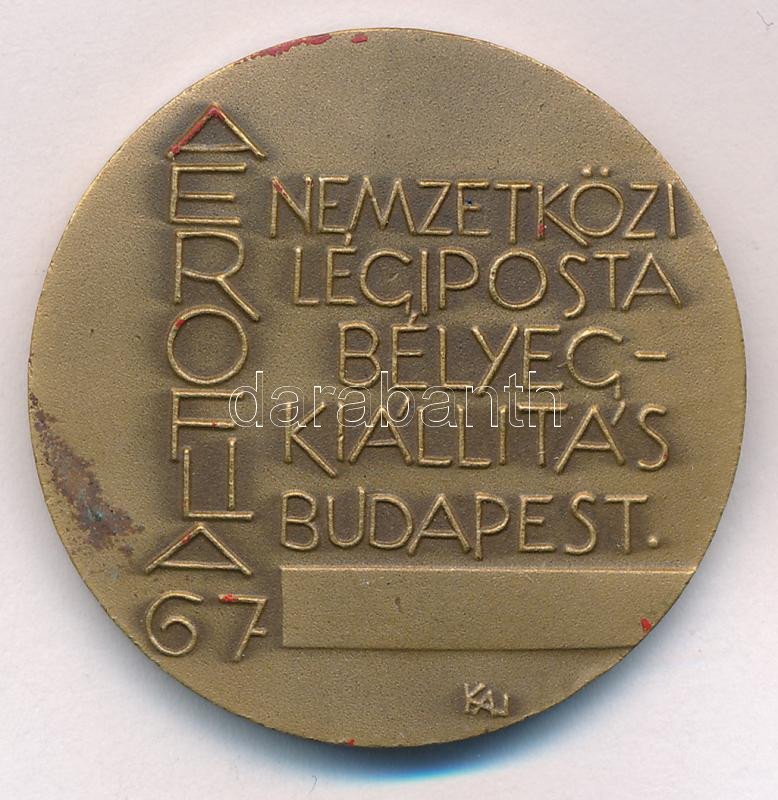 AEROFILA
67
NEMZETKÖZI
LÉGIPOSTA
BÉLYEG-
KIÁLLÍTÁS
BUDAPEST.
KAJ
darabanth